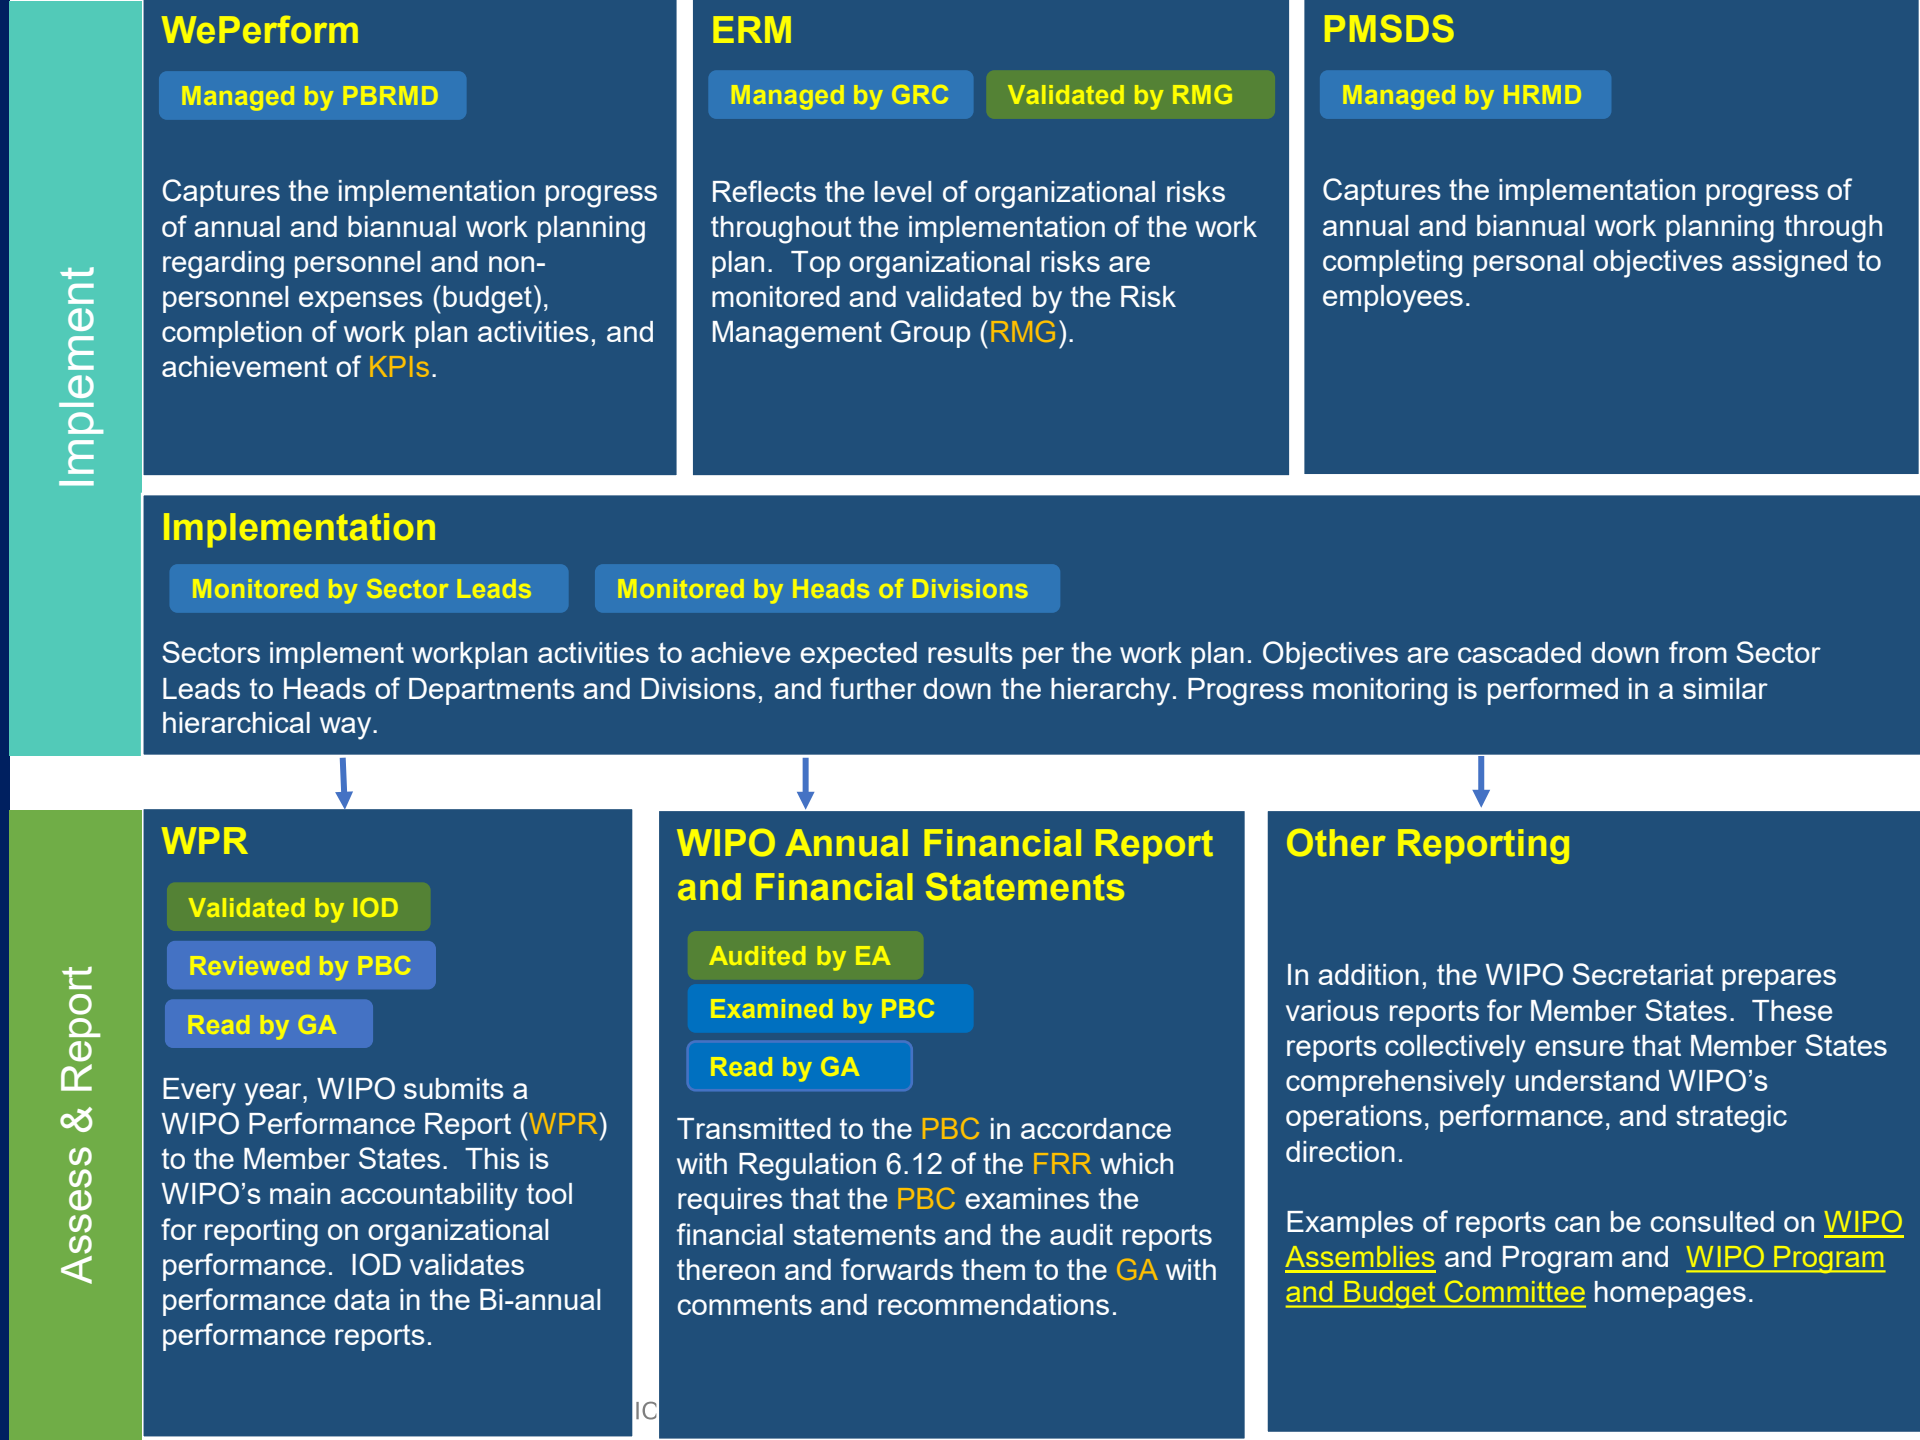 Implement
WePerform
Managed by PBRMD
Captures the implementation progress
of annual and biannual work planning
regarding personnel and non-
personnel expenses (budget),
completion of work plan activities, and
achievement of KPIs.
ERM
Managed by GRC
Validated by RMG
Reflects the level of organizational risks
throughout the implementation of the work
plan.  Top organizational risks are
monitored and validated by the Risk
Management Group (RMG).
PMSDS
Managed by HRMD
Captures the implementation progress of
annual and biannual work planning through
completing personal objectives assigned to
employees.
Implementation
Monitored by Sector Leads
Monitored by Heads of Divisions
Sectors implement workplan activities to achieve expected results per the work plan. Objectives are cascaded down from Sector
Leads to Heads of Departments and Divisions, and further down the hierarchy. Progress monitoring is performed in a similar
hierarchical way.
Assess & Report
WPR
Validated by IOD
Reviewed by PBC
Read by GA
Every year, WIPO submits a
WIPO Performance Report (WPR)
to the Member States.  This is
WIPO's main accountability tool
for reporting on organizational
performance.  IOD validates
performance data in the Bi-annual
performance reports.
WIPO Annual Financial Report
and Financial Statements
Audited by EA
Examined by PBC
Read by GA
Transmitted to the PBC in accordance
with Regulation 6.12 of the FRR which
requires that the PBC examines the
financial statements and the audit reports
thereon and forwards them to the GA with
comments and recommendations.
Other Reporting
In addition, the WIPO Secretariat prepares
various reports for Member States.  These
reports collectively ensure that Member States
comprehensively understand WIPO's
operations, performance, and strategic
direction.
Examples of reports can be consulted on WIPO
Assemblies and Program and  WIPO Program
and Budget Committee homepages.